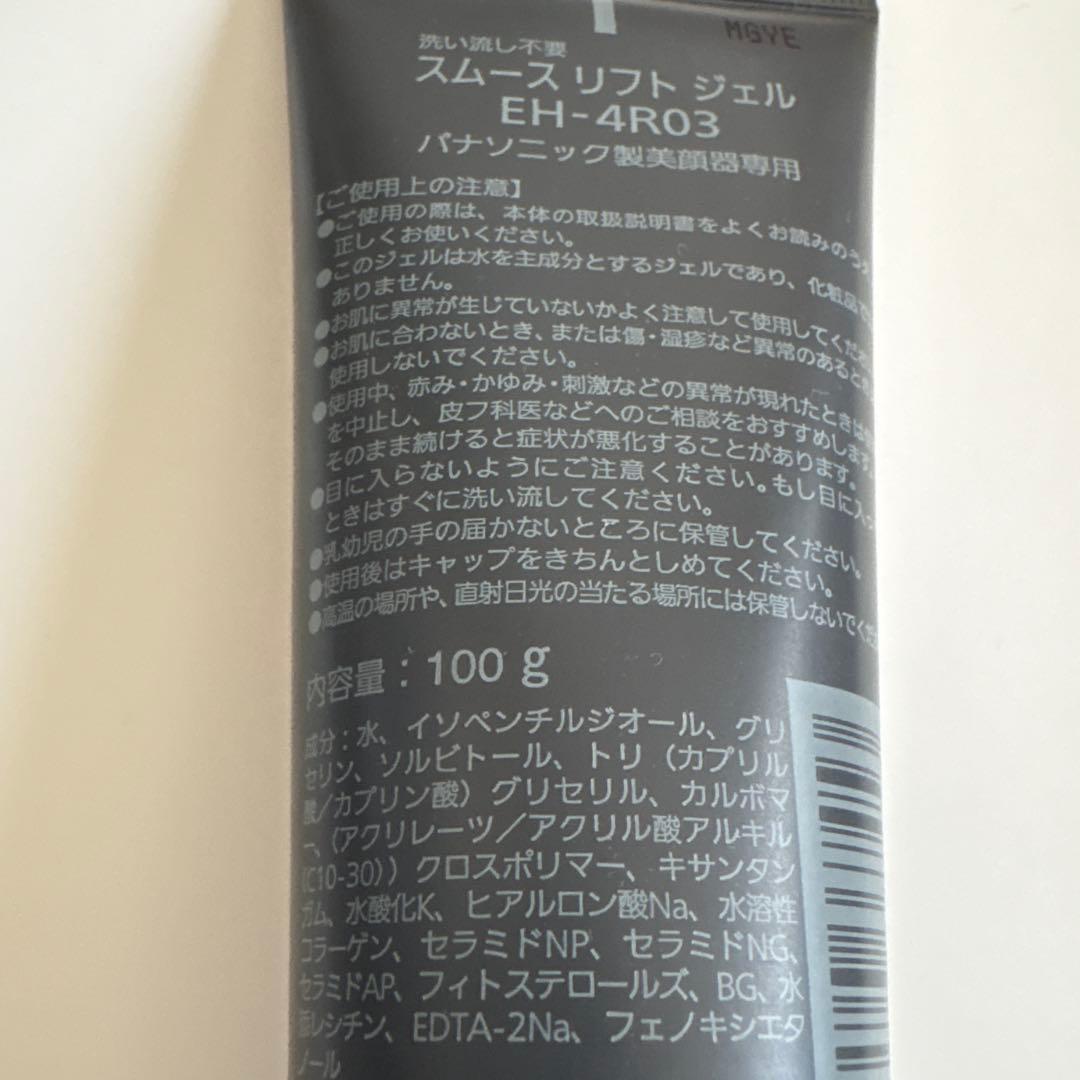 MGYE
洗い流し不要
スムース リフト ジェル
EH-4R03
パナソニック製美顔器専用
【ご使用上の注意】
●ご使用の際は、本体の取扱説明書をよくお読みのうえ
正しくお使いください。
●このジェルは水を主成分とするジェルであり、化粧品で
ありません。
●お肌に異常が生じていないかよく注意して使用してくださ
●お肌に合わないとき、または傷・湿疹など異常のあるとき
使用しないでください。
●使用中、赤み・かゆみ・刺激などの異常が現れたときは
を中止し、皮フ科医などへのご相談をおすすめします。
そのまま続けると症状が悪化することがあります。
●目に入らないようにご注意ください。もし目に入っ
ときはすぐに洗い流してください。
●乳幼児の手の届かないところに保管してください。
●使用後はキャップをきちんとしめてください。
●高温の場所や、直射日光の当たる場所には保管しないでくだ
内容量：100 g
成分：水、イソペンチルジオール、グリ
セリン、ソルビトール、トリ（カプリル
酸／カプリン酸）グリセリル、カルボマ
ー、（アクリレーツ／アクリル酸アルキル
(C10-30)）クロスポリマー、キサンタン
ガム、水酸化K、ヒアルロン酸Na、水溶性
コラーゲン、セラミドNP、セラミドNG、
セラミドAP、フィトステロールズ、BG、水
添レシチン、EDTA-2Na、フェノキシエタ
ノール